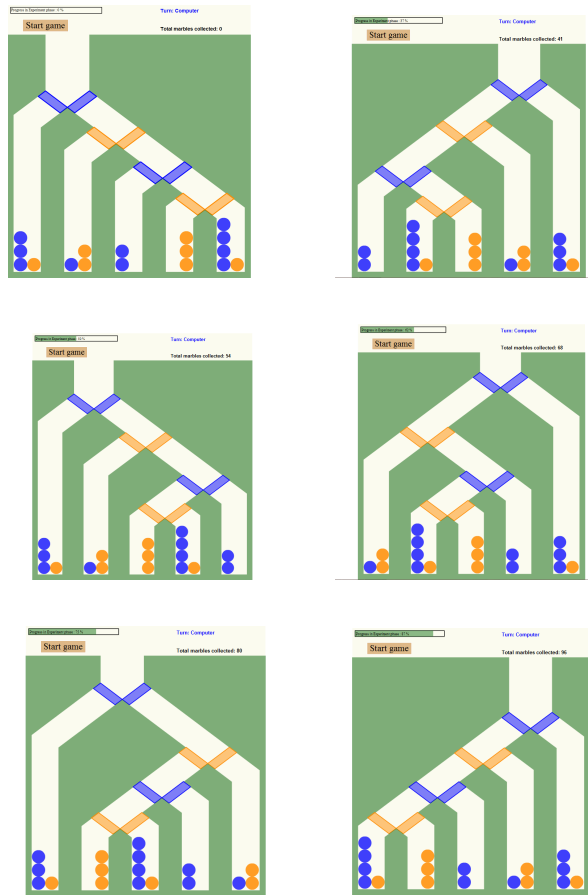 Progress in Experiment phase: 0 %
Turn: Computer
Start game
Total marbles collected: 0
Turn: Computer
Start game
Total marbles collected: 41
Turn: Computer
Start game
Total marbles collected: 54
Turn: Computer
Start game
Total marbles collected: 68
Turn: Computer
Start game
Total marbles collected: 80
Turn: Computer
Start game
Total marbles collected: 96